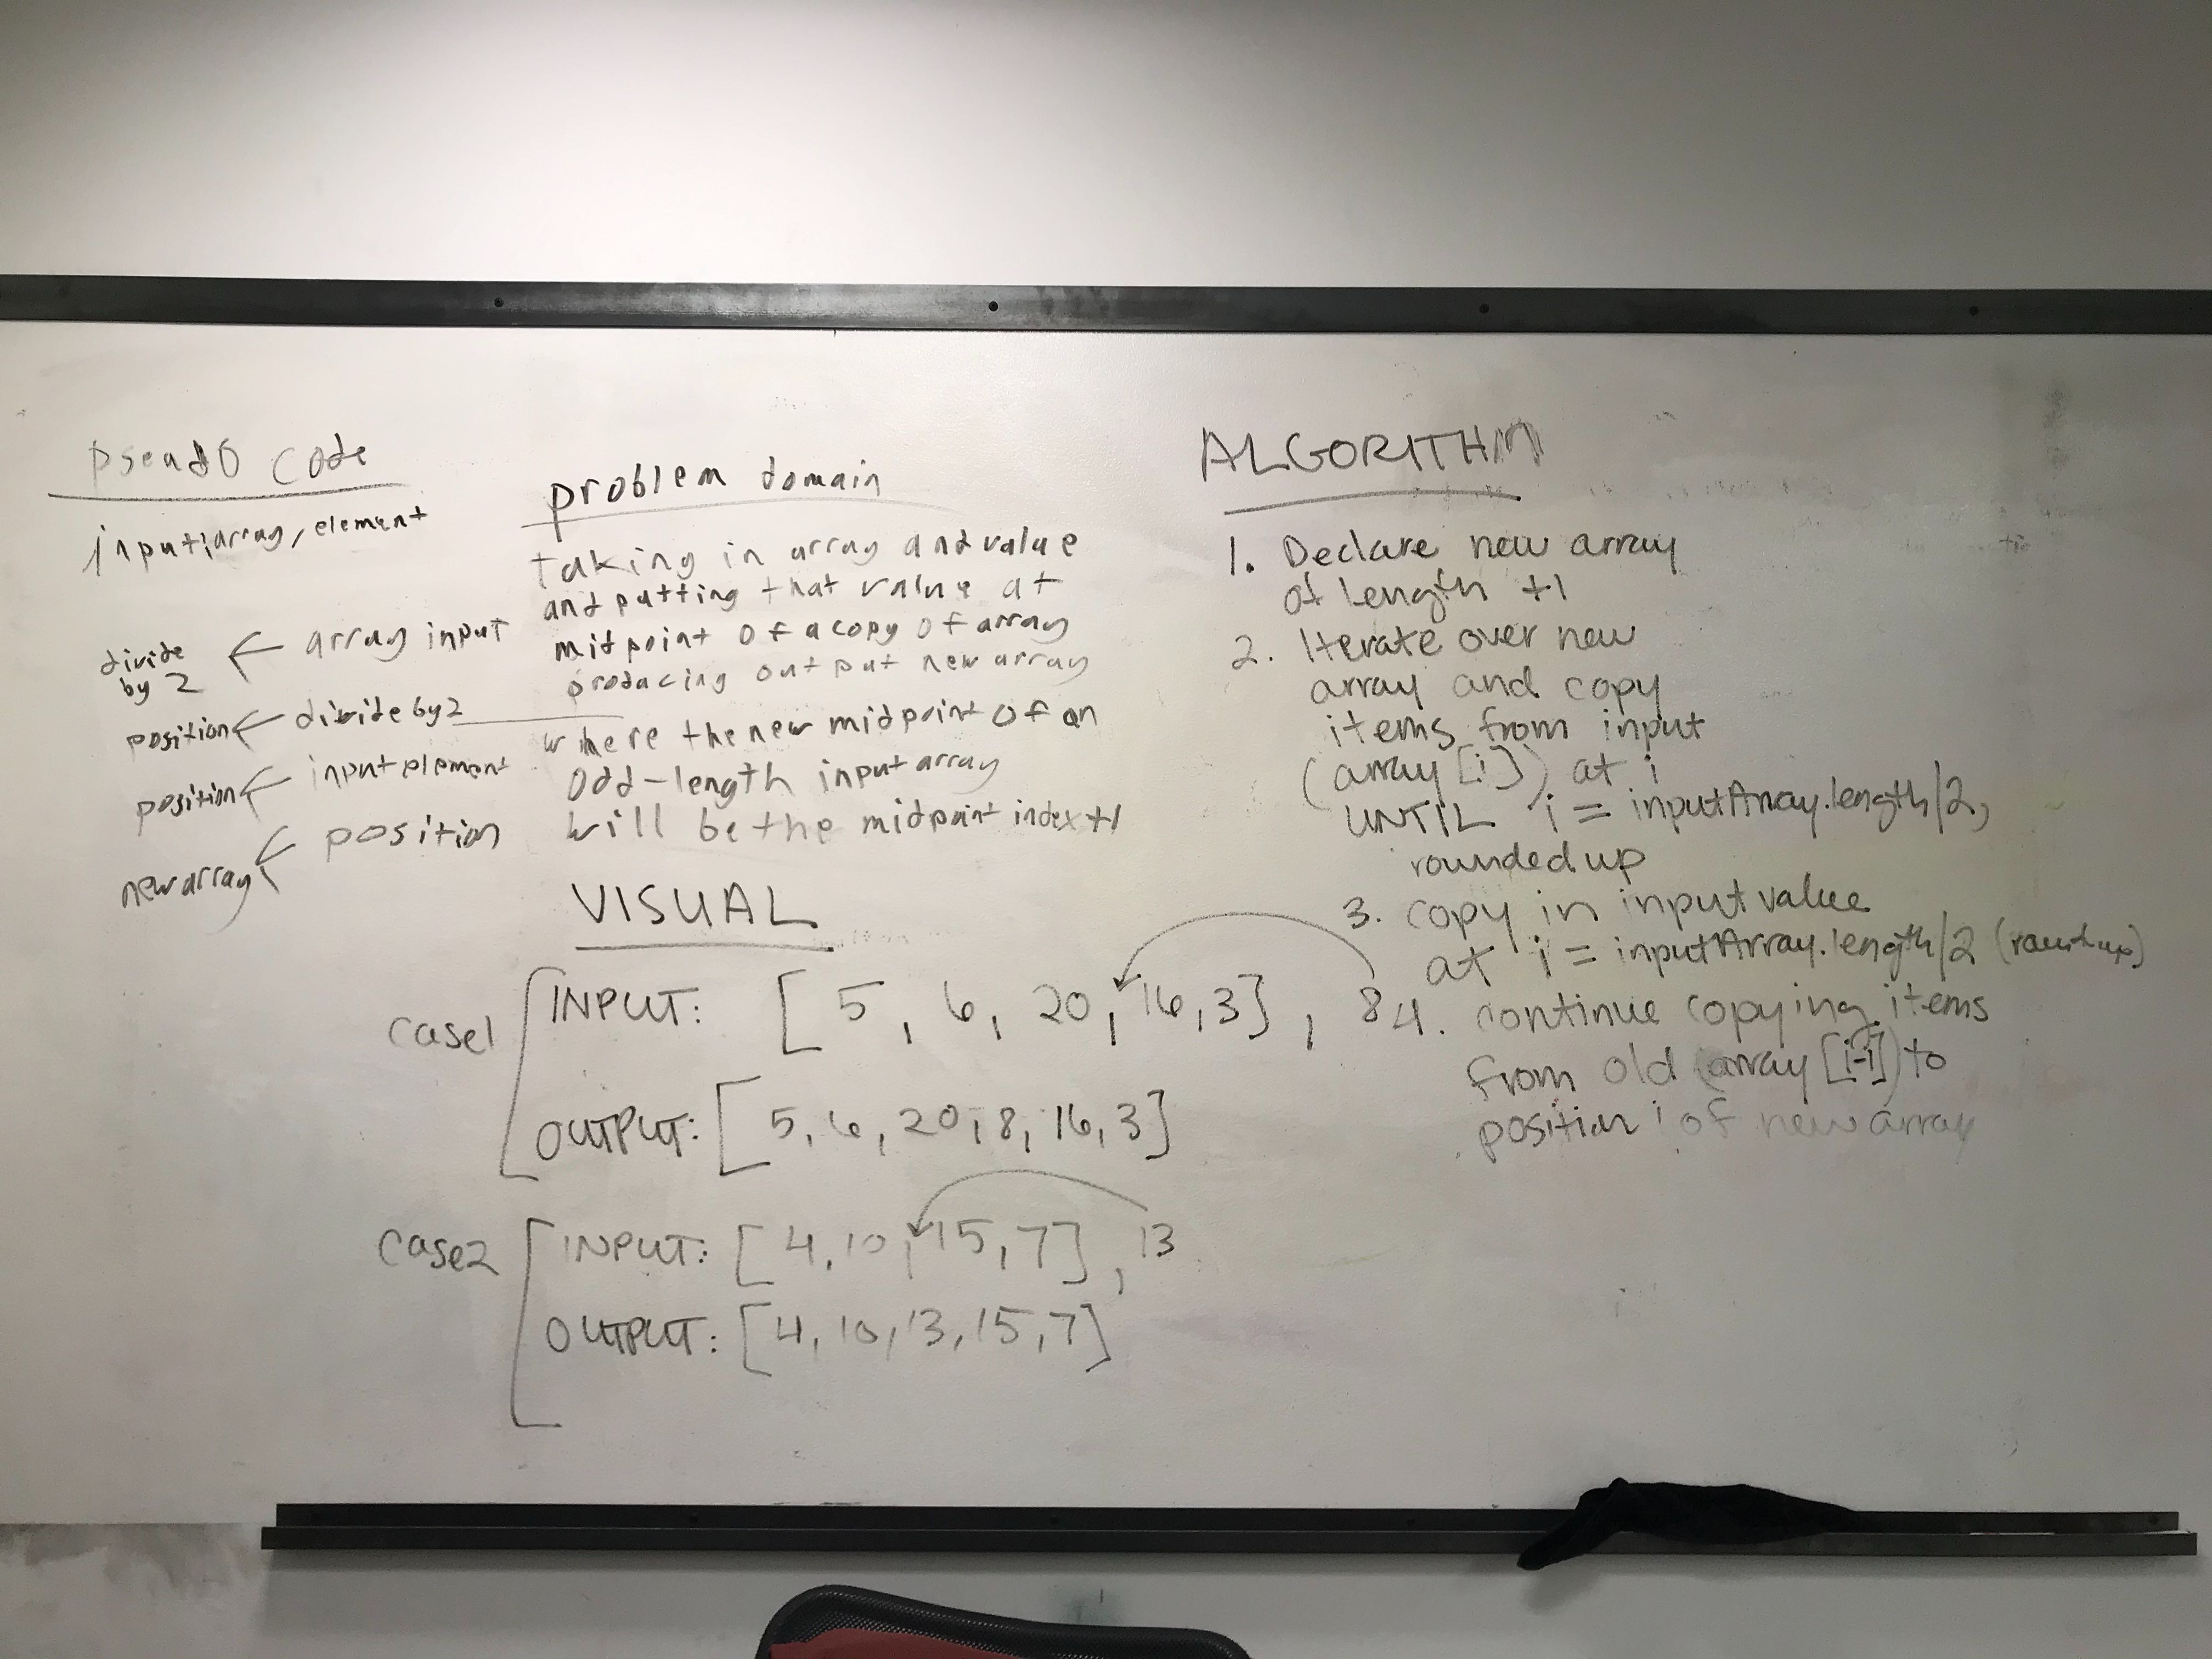 pseudo code
input: array, element
divide by 2 ← array input
position ← divide by 2
position ← input element
new array ← position
problem domain
taking in array and value
and putting that value at
midpoint of a copy of array
producing output new array
where the new midpoint of an
odd-length input array
will be the midpoint index +1
VISUAL
case1
INPUT: [5, 6, 20, 16, 3], 8
OUTPUT: [5, 6, 20, 8, 16, 3]
case2
INPUT: [4, 10, 15, 7], 13
OUTPUT: [4, 10, 13, 15, 7]
ALGORITHM
1. Declare new array
of length +1
2. Iterate over new
array and copy
items from input
(array [i]) at i
UNTIL i = inputArray.length/2,
rounded up
3. copy in input value
at i = inputArray.length/2 (round up)
4. continue copying items
from old (array [i-1]) to
position i of new array